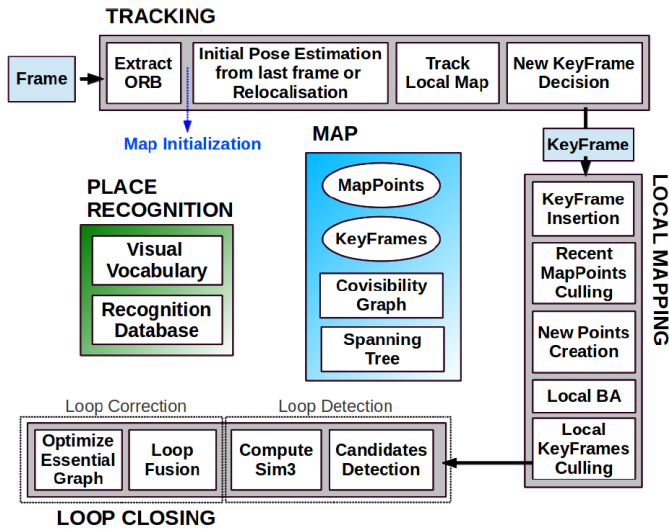 TRACKING
Frame
Extract
ORB
Initial Pose Estimation
from last frame or
Relocalisation
Track
Local Map
New KeyFrame
Decision
Map Initialization
KeyFrame
MAP
MapPoints
KeyFrames
Covisibility
Graph
Spanning
Tree
PLACE
RECOGNITION
Visual
Vocabulary
Recognition
Database
LOCAL MAPPING
KeyFrame
Insertion
Recent
MapPoints
Culling
New Points
Creation
Local BA
Local
KeyFrames
Culling
Loop Correction
Loop Detection
Optimize
Essential
Graph
Loop
Fusion
Compute
Sim3
Candidates
Detection
LOOP CLOSING